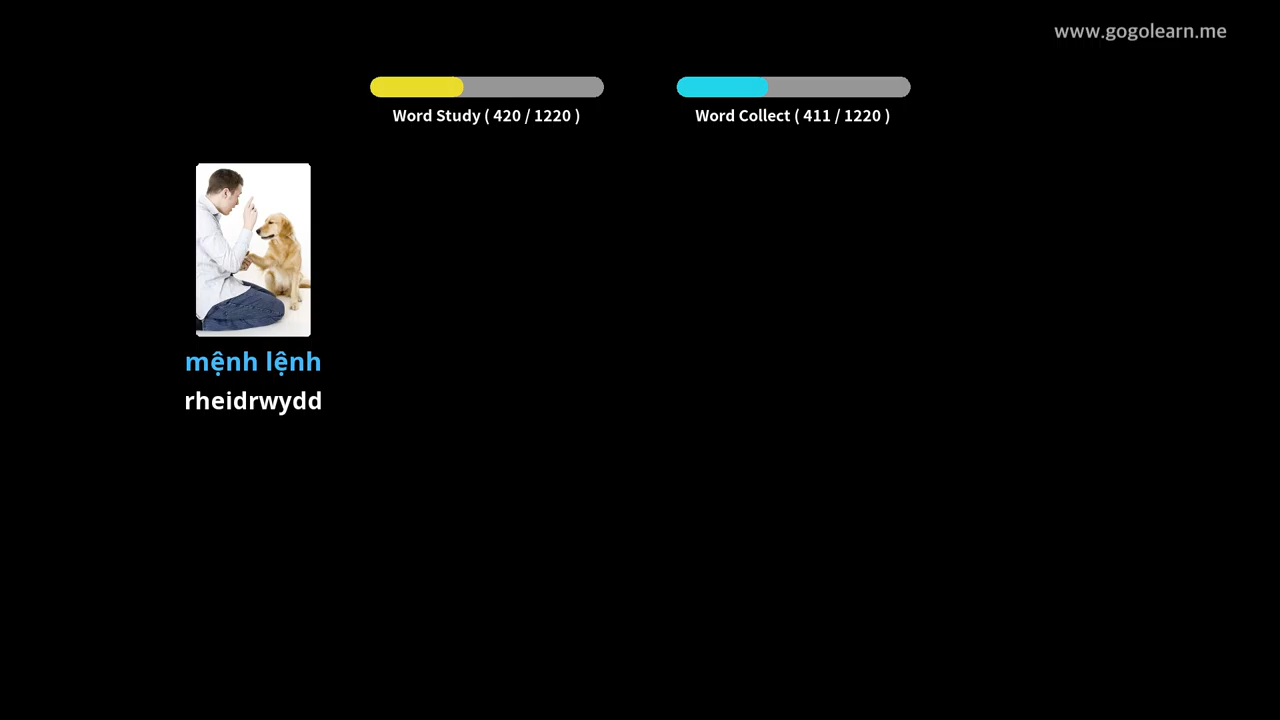 www.gogolearn.me
Word Study ( 420 / 1220 )
Word Collect ( 411 / 1220 )
mệnh lệnh
rheidrwydd